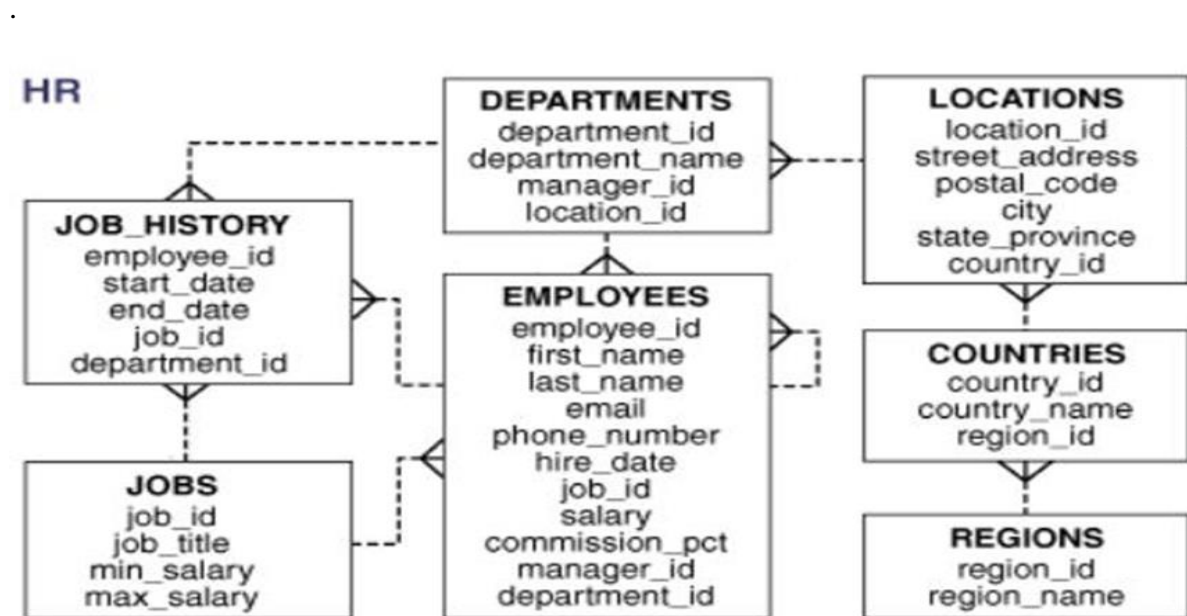 .
HR
DEPARTMENTS
department_id
department_name
manager_id
location_id
LOCATIONS
location_id
street_address
postal_code
city
state_province
country_id
JOB_HISTORY
employee_id
start_date
end_date
job_id
department_id
EMPLOYEES
employee_id
first_name
last_name
email
phone_number
hire_date
job_id
salary
commission_pct
manager_id
department_id
COUNTRIES
country_id
country_name
region_id
JOBS
job_id
job_title
min_salary
max_salary
REGIONS
region_id
region_name